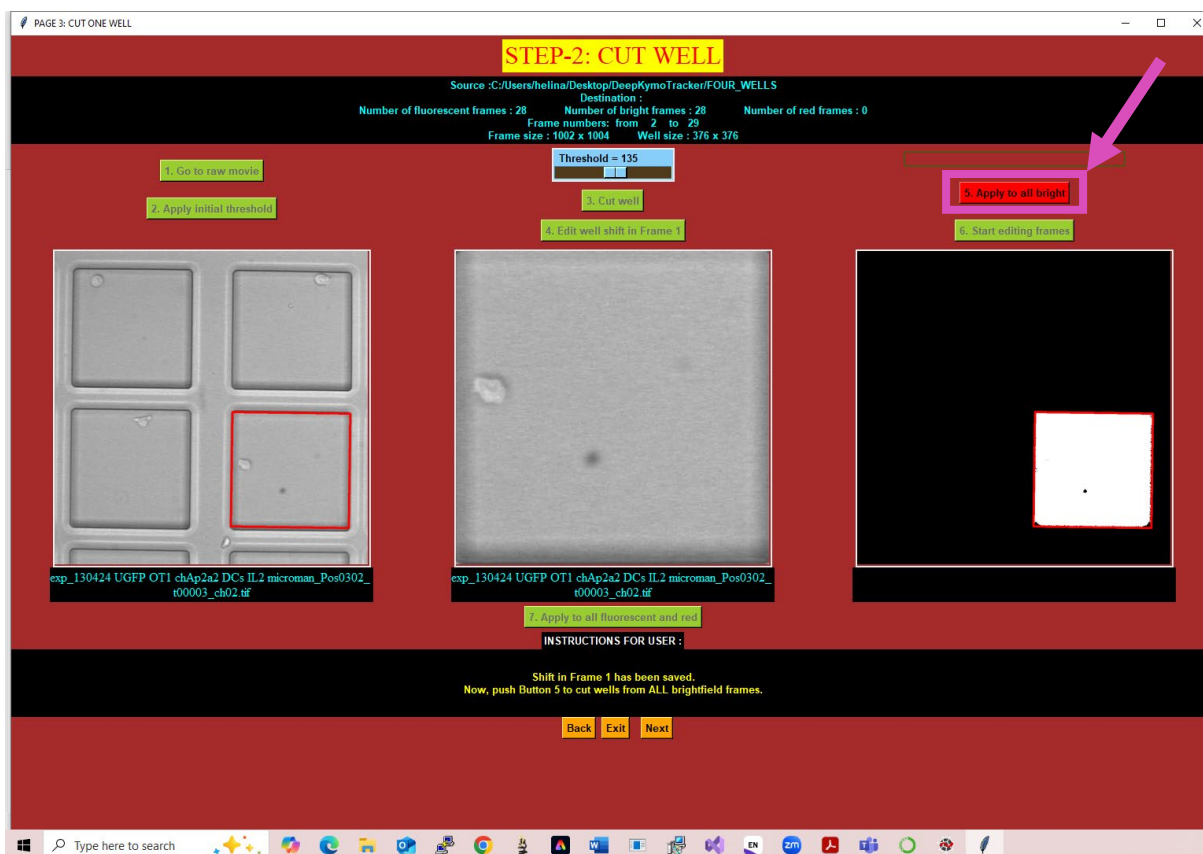 PAGE 3: CUT ONE WELL
STEP-2: CUT WELL
Source :C:/Users/helina/Desktop/DeepKymoTracker/FOUR_WELLS
Destination :
Number of fluorescent frames : 28 Number of bright frames : 28 Number of red frames : 0
Frame numbers: from 2 to 29
Frame size : 1002 x 1004 Well size : 376 x 376
1. Go to raw movie
2. Apply initial threshold
Threshold = 135
3. Cut well
4. Edit well shift in Frame 1
5. Apply to all bright
6. Start editing frames
exp_130424 UGFP OT1 chAp2a2 DCs IL2 microman_Pos0302_
t00003_ch02.tif
exp_130424 UGFP OT1 chAp2a2 DCs IL2 microman_Pos0302_
t00003_ch02.tif
7. Apply to all fluorescent and red
INSTRUCTIONS FOR USER :
Shift in Frame 1 has been saved.
Now, push Button 5 to cut wells from ALL brightfield frames.
Back Exit Next
Type here to search
EN
zm